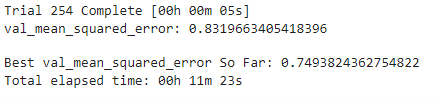 Trial 254 Complete [00h 00m 05s]
val_mean_squared_error: 0.8319663405418396
Best val_mean_squared_error So Far: 0.7493824362754822
Total elapsed time: 00h 11m 23s